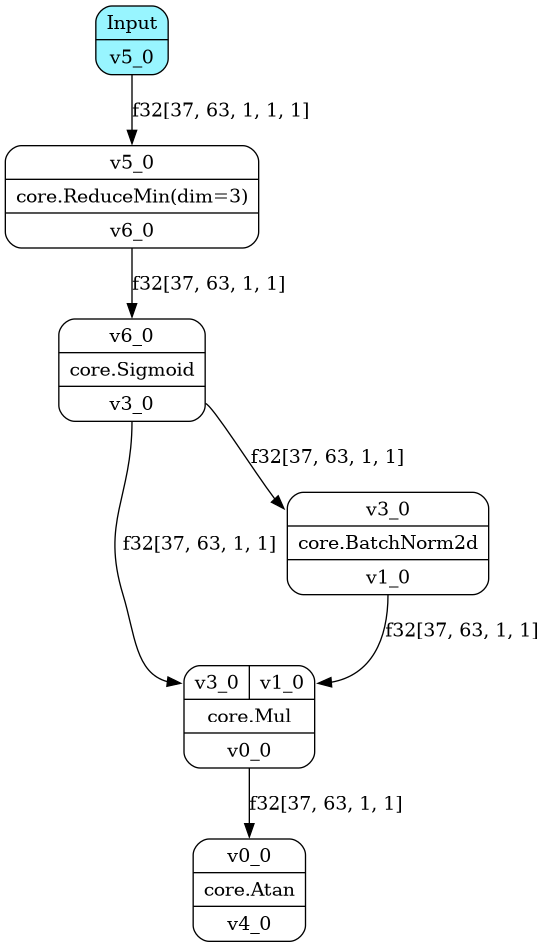 Input
v5_0
f32[37, 63, 1, 1, 1]
v5_0
core.ReduceMin(dim=3)
v6_0
f32[37, 63, 1, 1]
v6_0
core.Sigmoid
v3_0
f32[37, 63, 1, 1]
v3_0
core.BatchNorm2d
v1_0
f32[37, 63, 1, 1]
f32[37, 63, 1, 1]
v3_0 v1_0
core.Mul
v0_0
f32[37, 63, 1, 1]
v0_0
core.Atan
v4_0